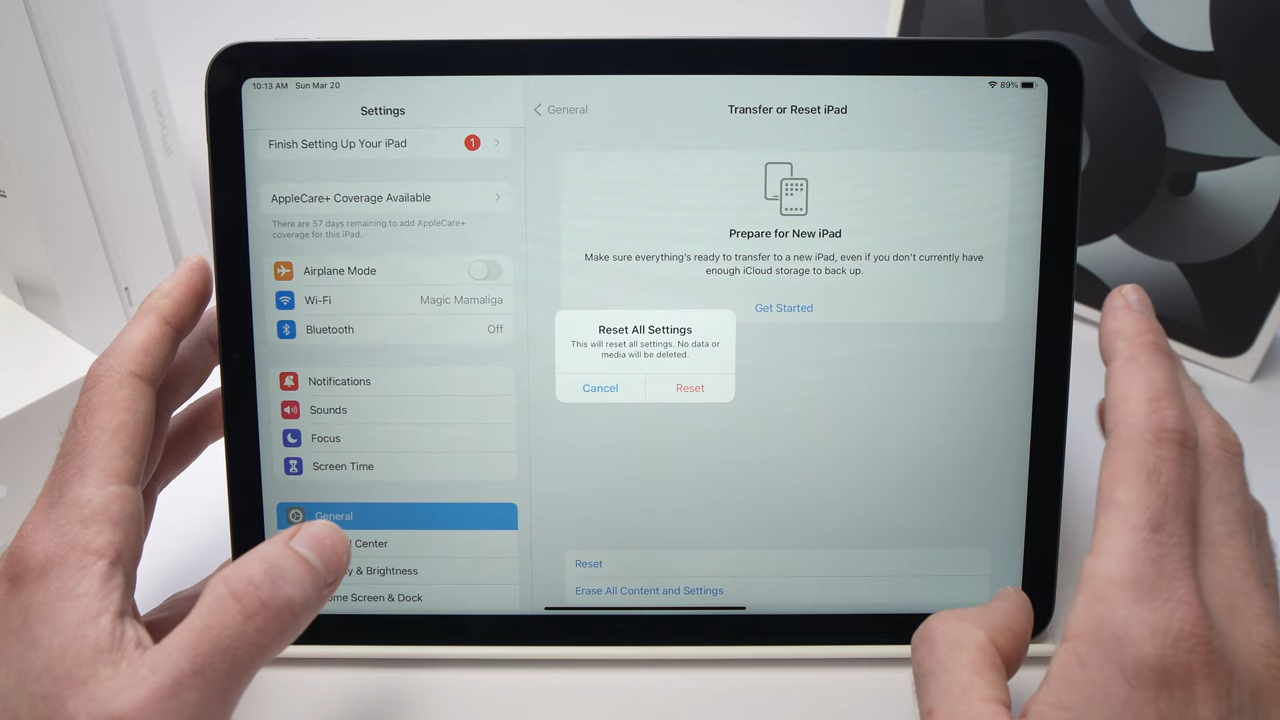 10:13 AM Sun Mar 20
89%
Settings
Finish Setting Up Your iPad
1
AppleCare+ Coverage Available
There are 57 days remaining to add AppleCare+
coverage for this iPad.
Airplane Mode
Wi-Fi Magic Mamaliga
Bluetooth Off
Notifications
Sounds
Focus
Screen Time
General
Center
& Brightness
Screen & Dock
General
Transfer or Reset iPad
Prepare for New iPad
Make sure everything's ready to transfer to a new iPad, even if you don't currently have
enough iCloud storage to back up.
Get Started
Reset All Settings
This will reset all settings. No data or
media will be deleted.
Cancel Reset
Reset
Erase All Content and Settings